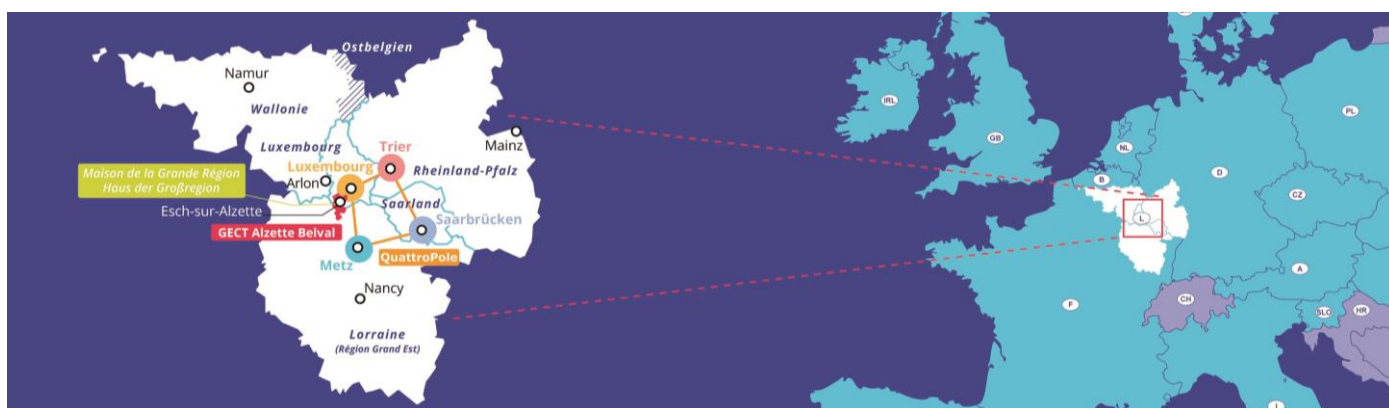 Ostbelgien
Namur
Wallonie
Luxembourg
Trier
Mainz
Luxembourg
Maison de la Grande Région
Haus der Großregion
Arlon
Rheinland-Pfalz
Esch-sur-Alzette
Saarland
Saarbrücken
GECT Alzette Belval
QuattroPole
Metz
Nancy
Lorraine
(Région Grand Est)
IRL
GB
NL
PL
B
D
CZ
L
A
F
CH
SLO
HR
I